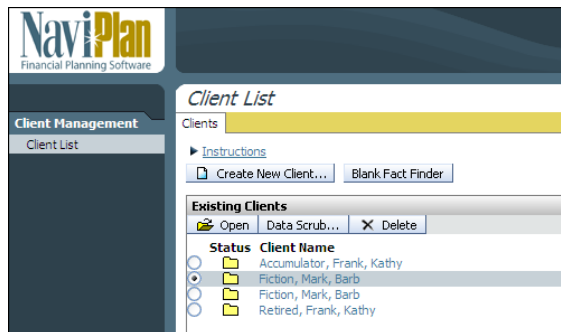 NaviPlan
Financial Planning Software
Client Management
Client List
Client List
Clients
Instructions
Create New Client... Blank Fact Finder
Existing Clients
Open Data Scrub... Delete
Status Client Name
Accumulator, Frank, Kathy
Fiction, Mark, Barb
Fiction, Mark, Barb
Retired, Frank, Kathy